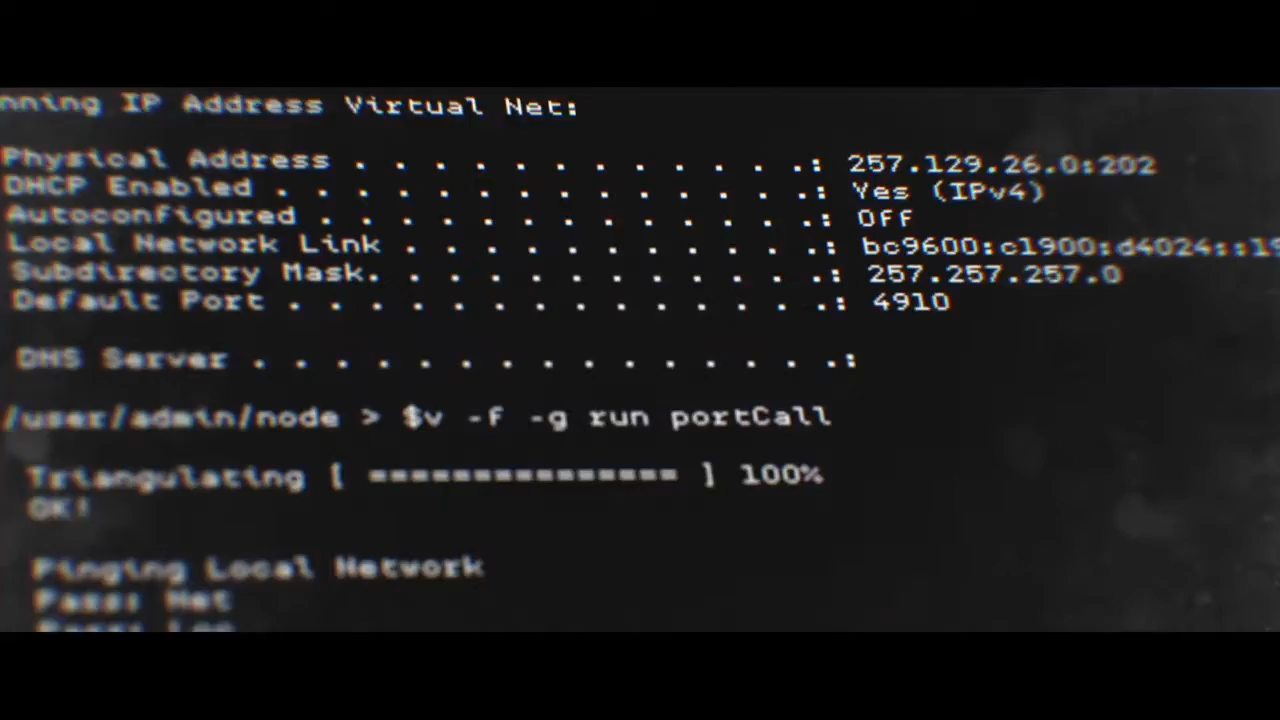 nning IP Address Virtual Net:
Physical Address . . . . . . . . . . . .: 257.129.26.0:202
DHCP Enabled . . . . . . . . . . . . . .: Yes (IPv4)
Autoconfigured . . . . . . . . . . . . .: Off
Local Network Link . . . . . . . . . . .: bc9600:c1900:d4024::19
Subdirectory Mask. . . . . . . . . . . .: 257.257.257.0
Default Port . . . . . . . . . . . . . .: 4910
DHS Server . . . . . . . . . . . . . . .:
/user/admin/node > $v -f -g run portCall
Triangulating [ =============== ] 100%
OK!
Pinging Local Network
Pass: Net